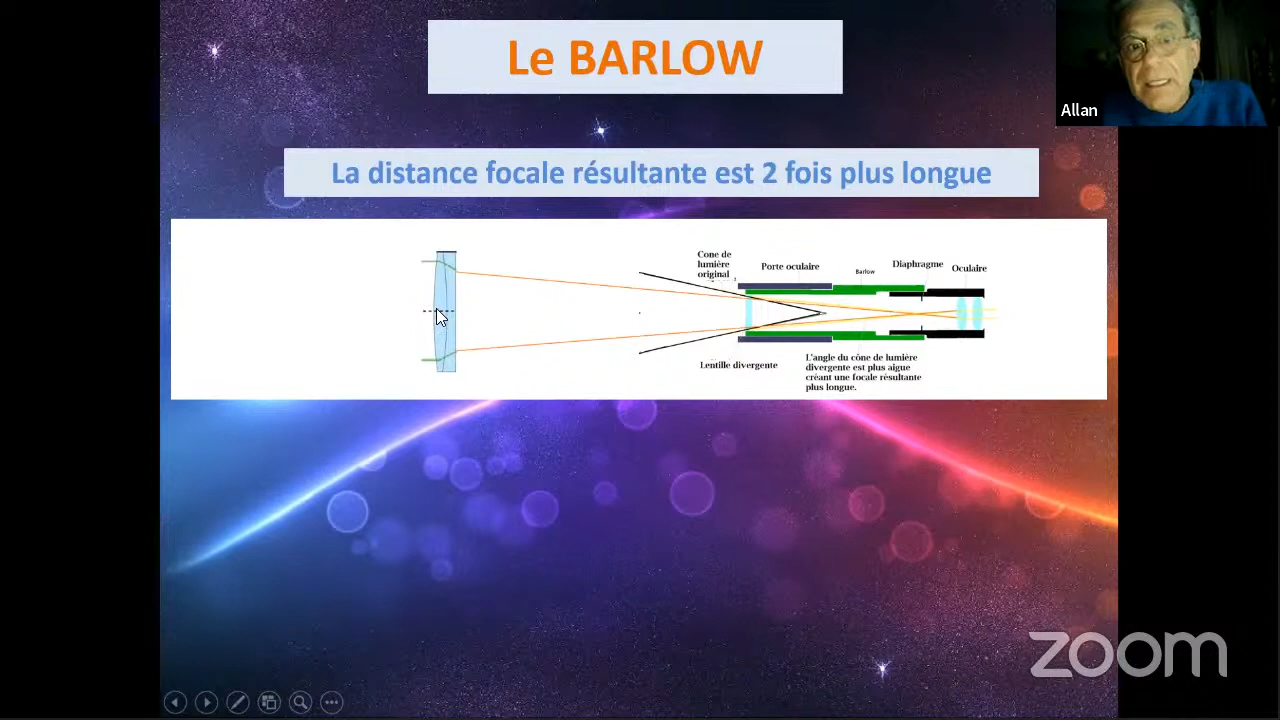 Le BARLOW
Allan
La distance focale résultante est 2 fois plus longue
Cone de
lumière
original
Porte oculaire
Barlow
Diaphragme
Oculaire
Lentille divergente
L'angle du cône de lumière
divergente est plus aigue
créant une focale résultante
plus longue.
zoom